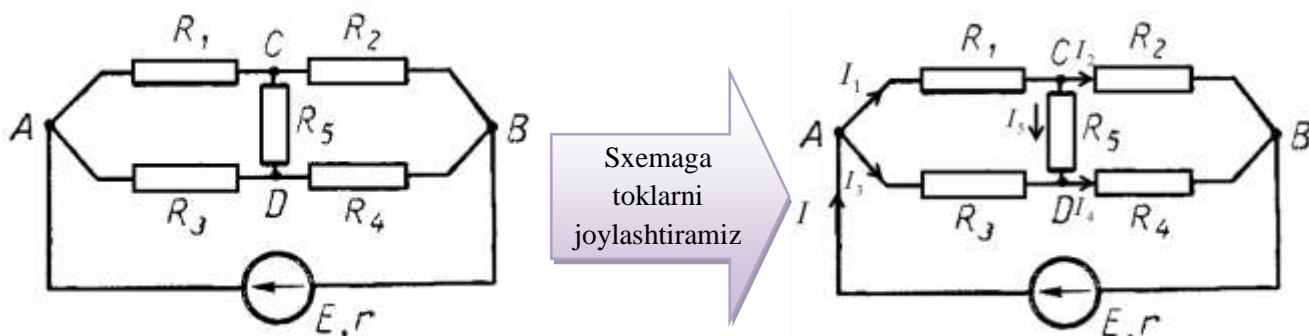 R1 C R2
A R5 B
R3 D R4
E,r
Sxemaga
toklarni
joylashtiramiz
R1 C I2 R2
I1
A I5 R5 B
I3
I R3 D I4 R4
E,r